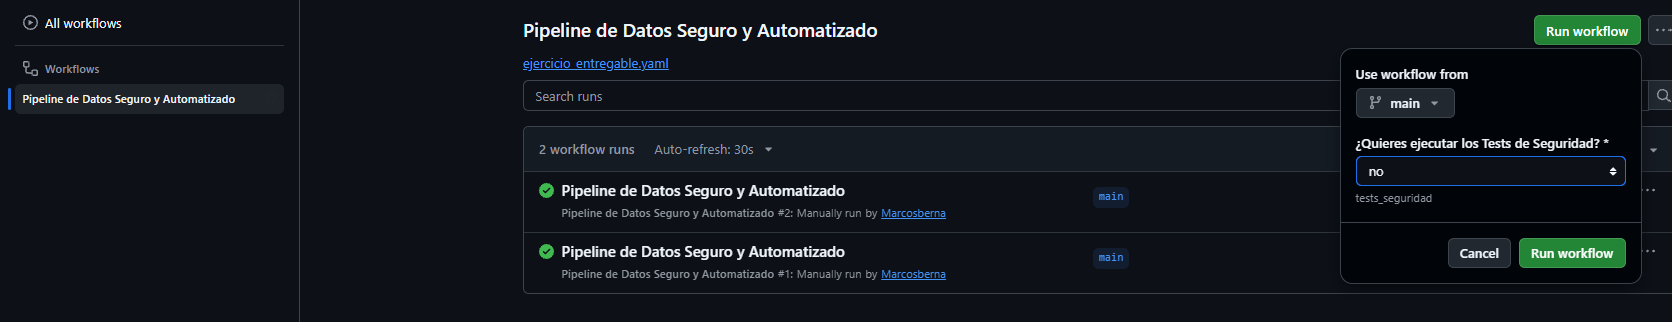 All workflows
Workflows
Pipeline de Datos Seguro y Automatizado
Pipeline de Datos Seguro y Automatizado
ejercicio_entregable.yaml
Search runs
2 workflow runs Auto-refresh: 30s
Pipeline de Datos Seguro y Automatizado
main
Pipeline de Datos Seguro y Automatizado #2: Manually run by Marcosberna
Pipeline de Datos Seguro y Automatizado
main
Pipeline de Datos Seguro y Automatizado #1: Manually run by Marcosberna
Run workflow
Use workflow from
main
¿Quieres ejecutar los Tests de Seguridad? *
no
tests_seguridad
Cancel Run workflow